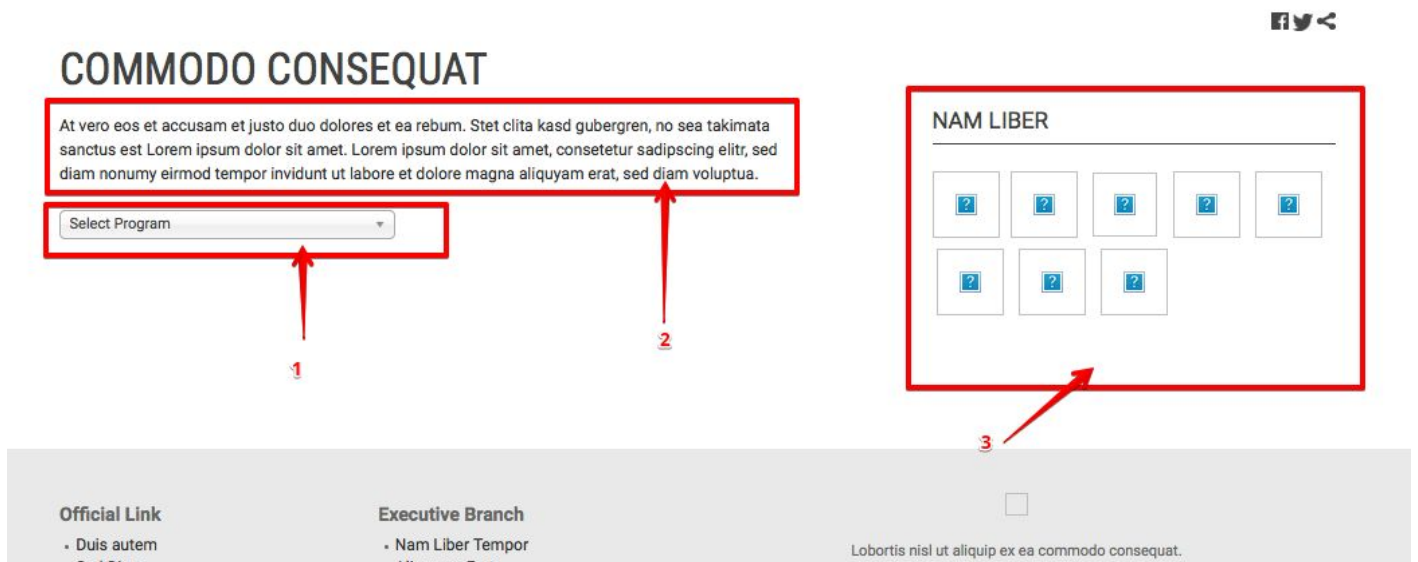 COMMODO CONSEQUAT
At vero eos et accusam et justo duo dolores et ea rebum. Stet clita kasd gubergren, no sea takimata
sanctus est Lorem ipsum dolor sit amet. Lorem ipsum dolor sit amet, consetetur sadipscing elitr, sed
diam nonumy eirmod tempor invidunt ut labore et dolore magna aliquyam erat, sed diam voluptua.
Select Program
1
2
NAM LIBER
? ? ? ? ?
? ? ?
3
Official Link
Duis autem
Executive Branch
Nam Liber Tempor
Lobortis nisl ut aliquip ex ea commodo consequat.